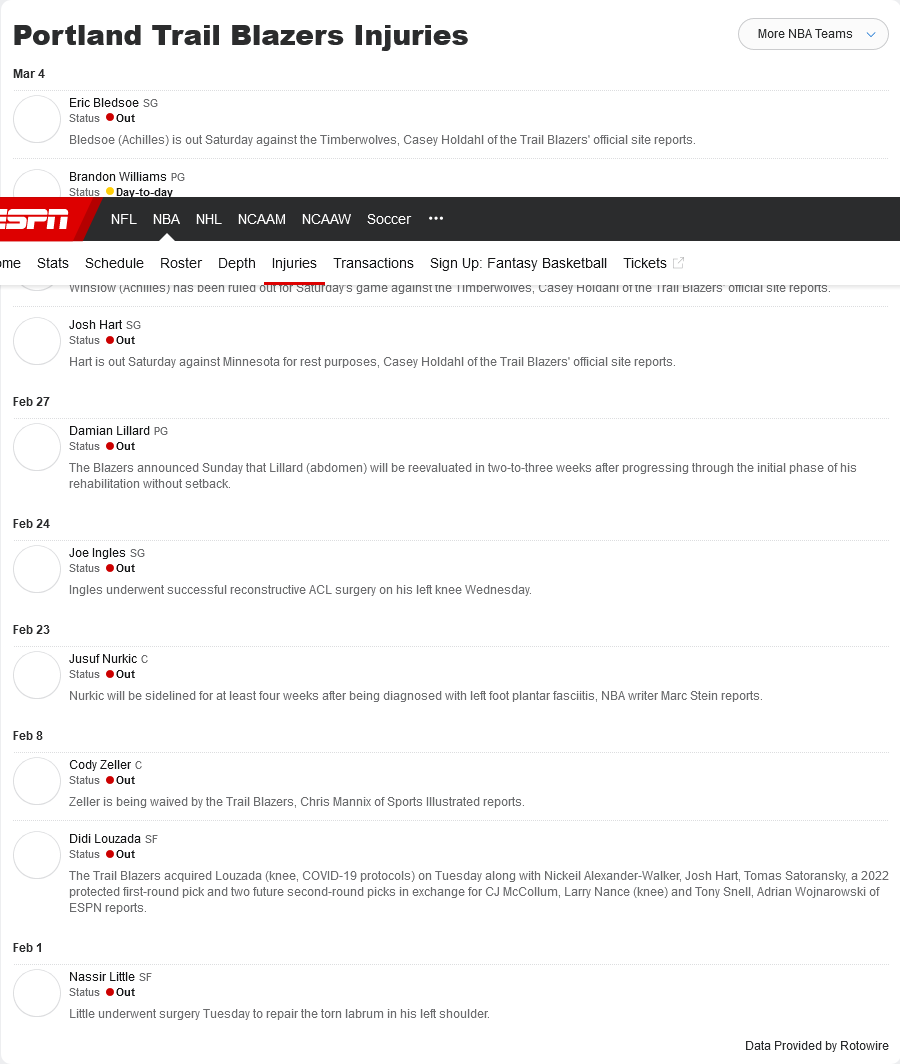 Portland Trail Blazers Injuries
More NBA Teams
Mar 4
Eric Bledsoe SG
Status Out
Bledsoe (Achilles) is out Saturday against the Timberwolves, Casey Holdahl of the Trail Blazers' official site reports.
Brandon Williams PG
Status Day-to-day
ESPN
NFL NBA NHL NCAAM NCAAW Soccer •••
ome Stats Schedule Roster Depth Injuries Transactions Sign Up: Fantasy Basketball Tickets
Winslow (Achilles) has been ruled out for Saturday's game against the Timberwolves, Casey Holdahl of the Trail Blazers' official site reports.
Josh Hart SG
Status Out
Hart is out Saturday against Minnesota for rest purposes, Casey Holdahl of the Trail Blazers' official site reports.
Feb 27
Damian Lillard PG
Status Out
The Blazers announced Sunday that Lillard (abdomen) will be reevaluated in two-to-three weeks after progressing through the initial phase of his
rehabilitation without setback.
Feb 24
Joe Ingles SG
Status Out
Ingles underwent successful reconstructive ACL surgery on his left knee Wednesday.
Feb 23
Jusuf Nurkic C
Status Out
Nurkic will be sidelined for at least four weeks after being diagnosed with left foot plantar fasciitis, NBA writer Marc Stein reports.
Feb 8
Cody Zeller C
Status Out
Zeller is being waived by the Trail Blazers, Chris Mannix of Sports Illustrated reports.
Didi Louzada SF
Status Out
The Trail Blazers acquired Louzada (knee, COVID-19 protocols) on Tuesday along with Nickeil Alexander-Walker, Josh Hart, Tomas Satoransky, a 2022
protected first-round pick and two future second-round picks in exchange for CJ McCollum, Larry Nance (knee) and Tony Snell, Adrian Wojnarowski of
ESPN reports.
Feb 1
Nassir Little SF
Status Out
Little underwent surgery Tuesday to repair the torn labrum in his left shoulder.
Data Provided by Rotowire